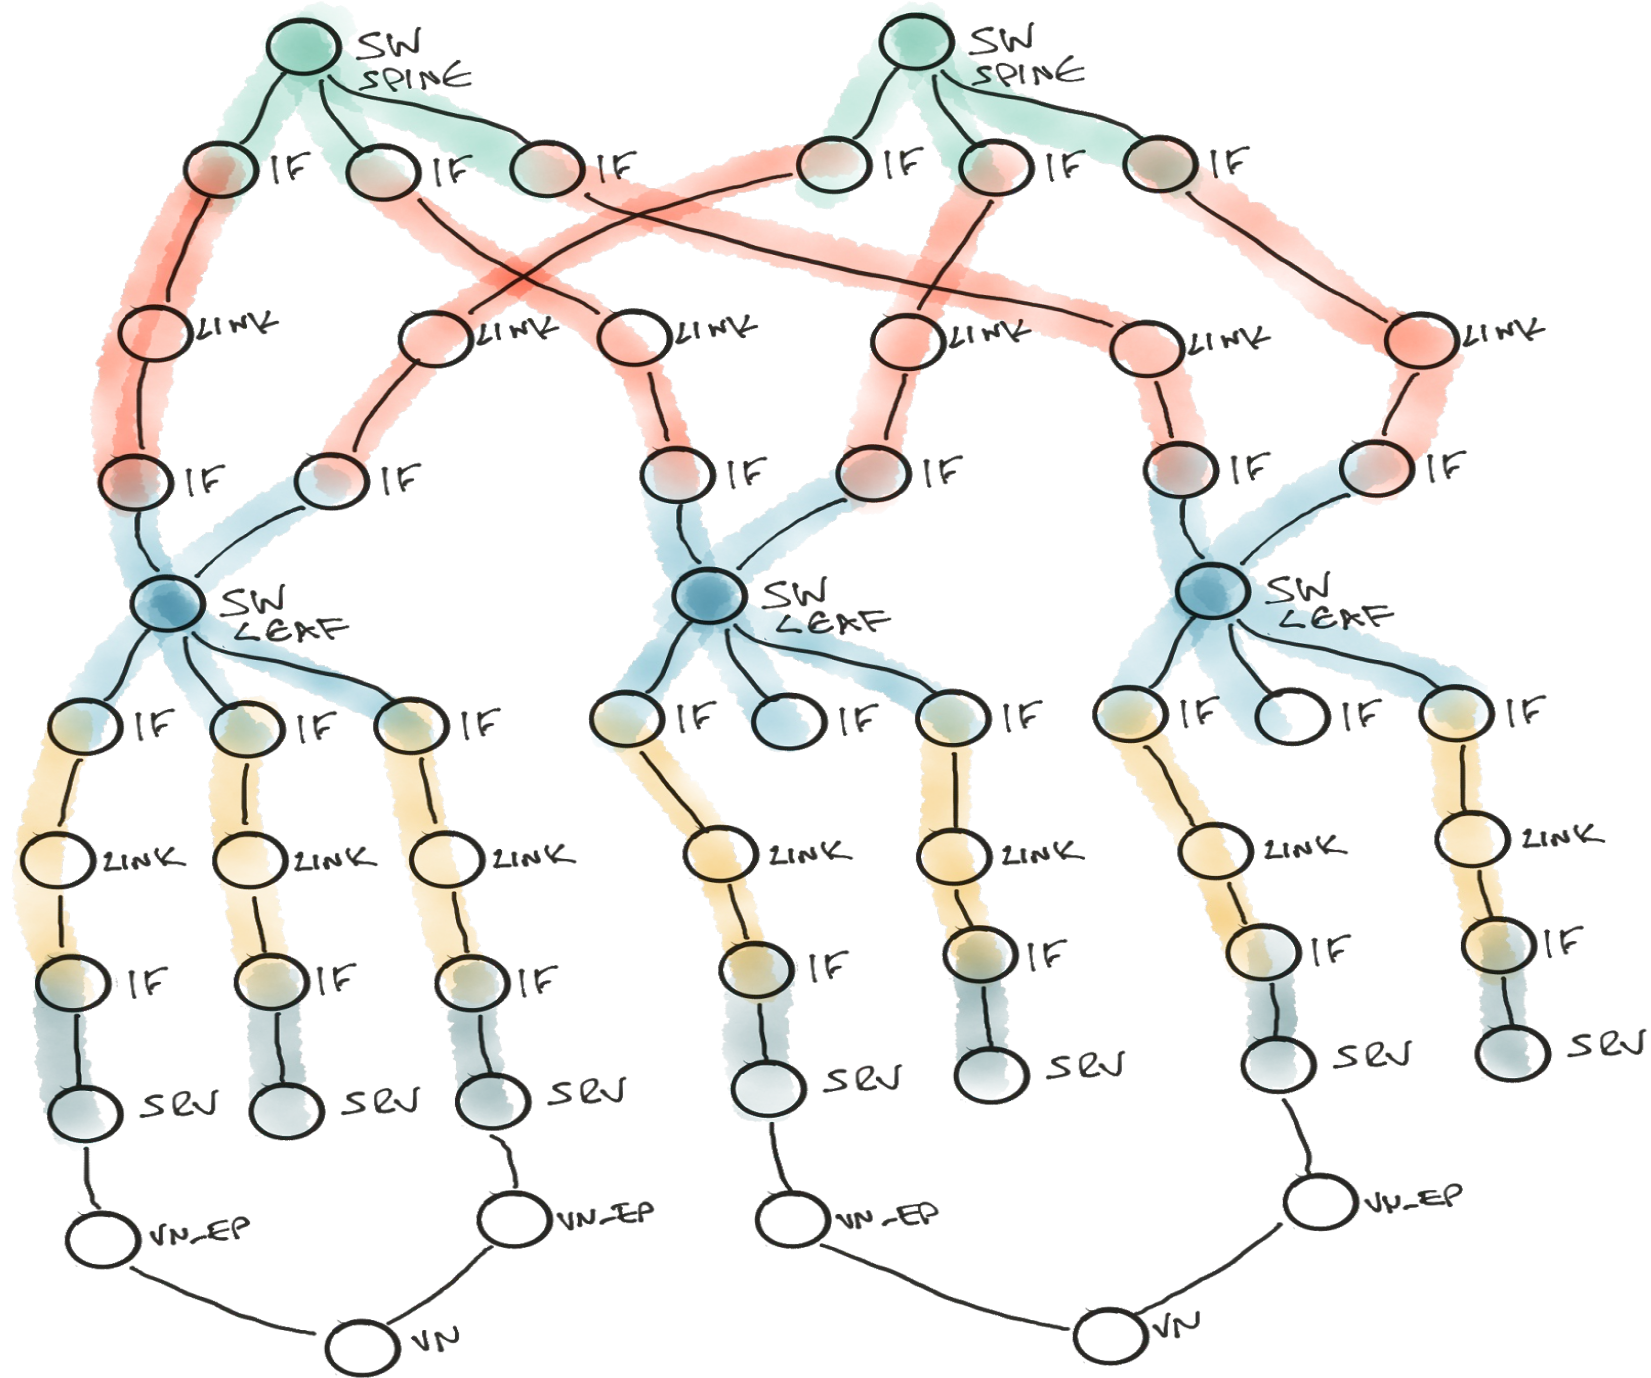 SW
SPINE
SW
SPINE
IF
IF
IF
IF
IF
IF
LINK
LINK
LINK
LINK
LINK
LINK
IF
IF
IF
IF
IF
IF
SW
LEAF
SW
LEAF
SW
LEAF
IF
IF
IF
IF
IF
IF
IF
IF
IF
LINK
LINK
LINK
LINK
LINK
LINK
LINK
IF
IF
IF
IF
IF
IF
IF
SRV
SRV
SRV
SRV
SRV
SRV
SRV
VN_EP
VN_EP
VN_EP
VN_EP
VN
VN